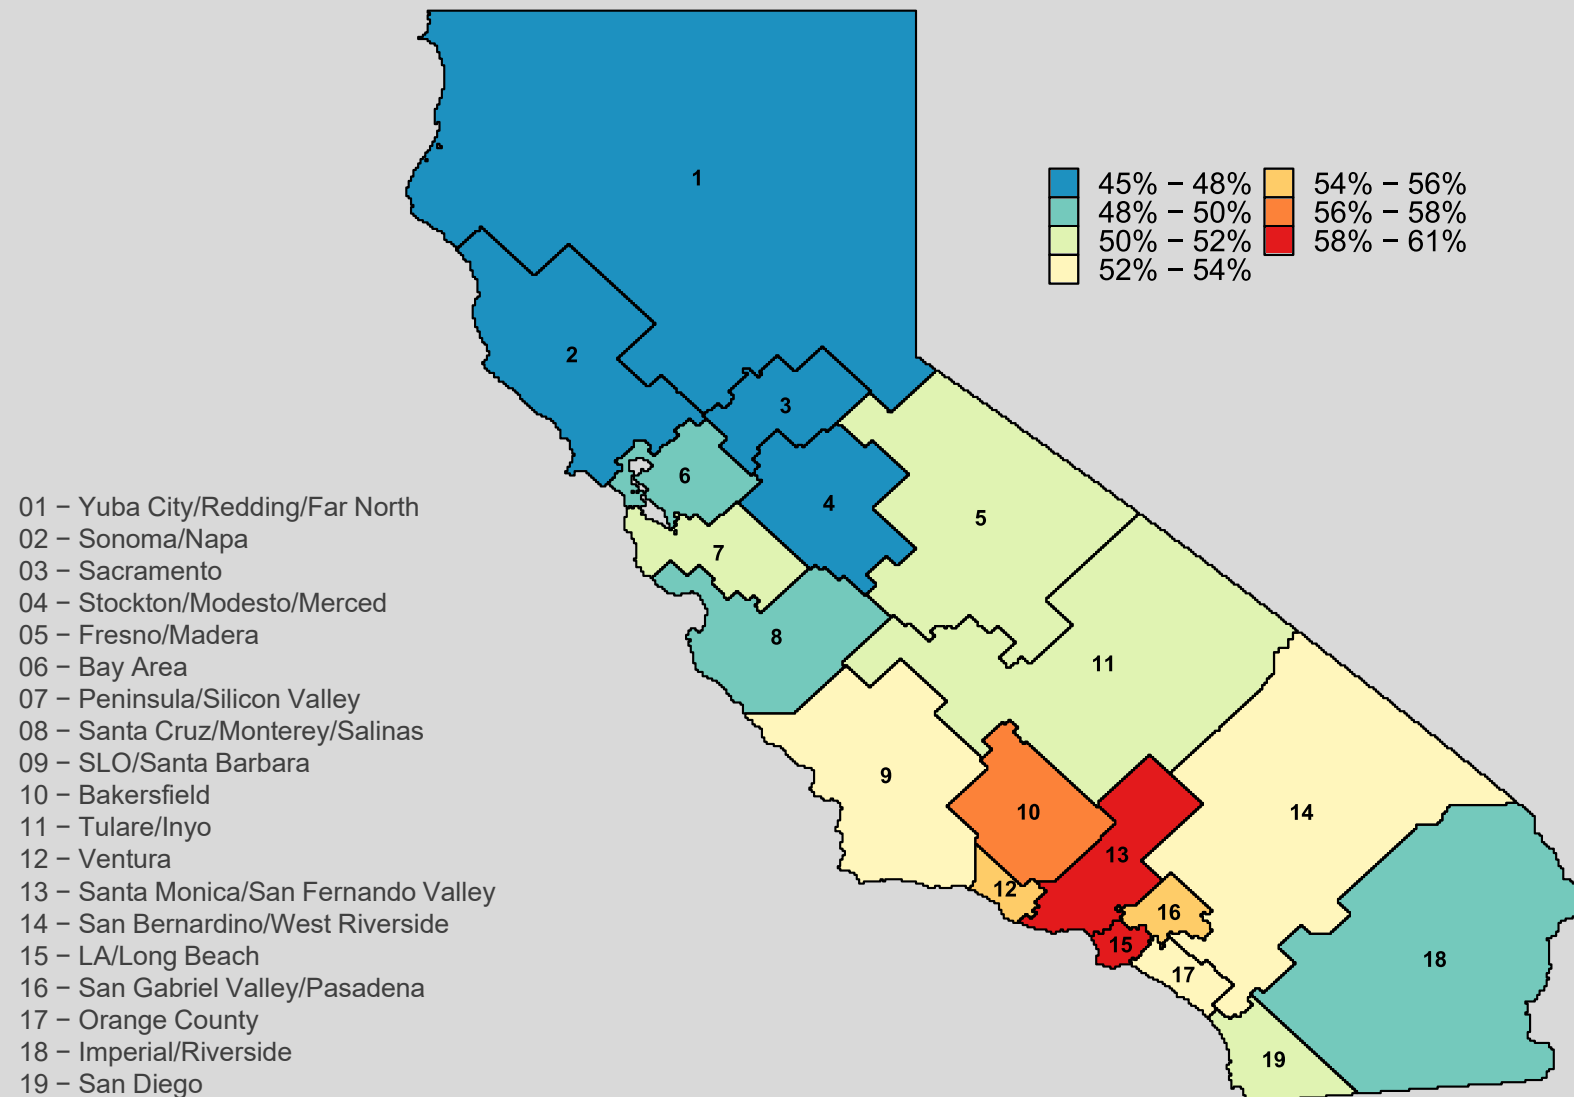 1
45% − 48%
54% − 56%
48% − 50%
56% − 58%
50% − 52%
58% − 61%
52% − 54%
2
3
6
4
5
7
8
11
9
10
14
13
12
16
15
17
18
19
01 − Yuba City/Redding/Far North
02 − Sonoma/Napa
03 − Sacramento
04 − Stockton/Modesto/Merced
05 − Fresno/Madera
06 − Bay Area
07 − Peninsula/Silicon Valley
08 − Santa Cruz/Monterey/Salinas
09 − SLO/Santa Barbara
10 − Bakersfield
11 − Tulare/Inyo
12 − Ventura
13 − Santa Monica/San Fernando Valley
14 − San Bernardino/West Riverside
15 − LA/Long Beach
16 − San Gabriel Valley/Pasadena
17 − Orange County
18 − Imperial/Riverside
19 − San Diego